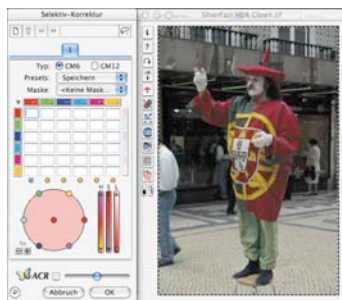 Selektiv-Korrektur
SilverFast HDR-Clown.tif
Typ: CM6 CM12
Presets: Speichern
Maske: <Keine Mask...
H S L
ACR
Abbruch OK